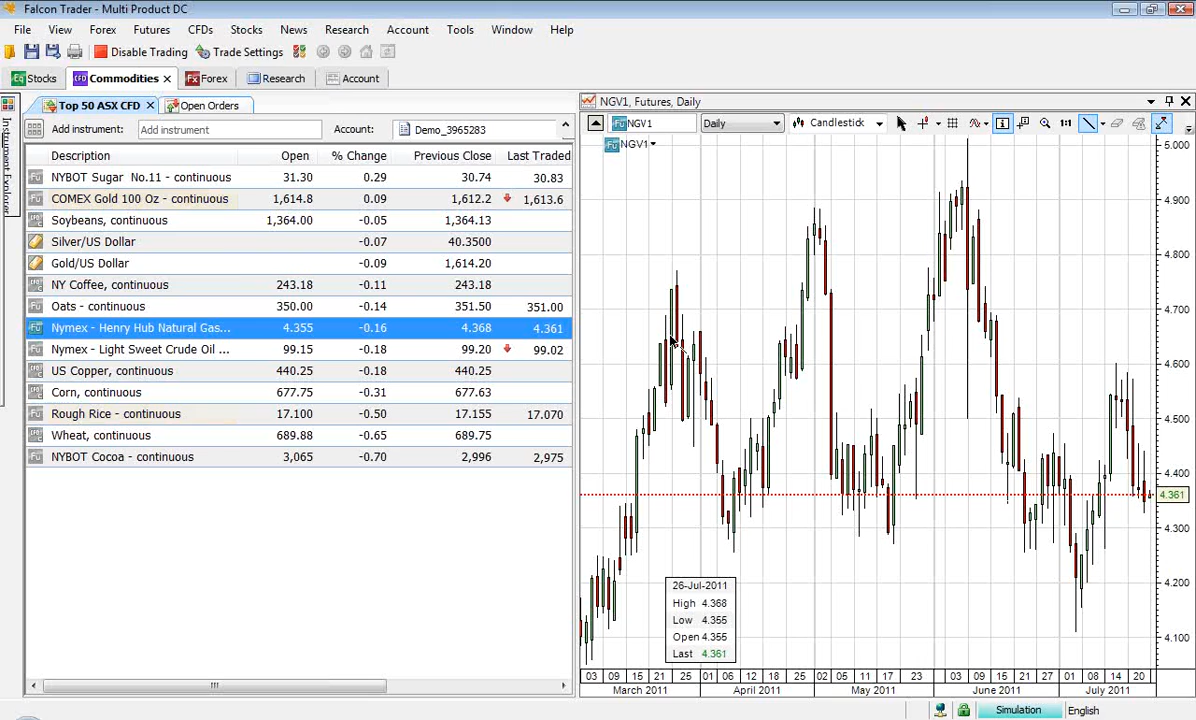 Falcon Trader - Multi Product DC
File View Forex Futures CFDs Stocks News Research Account Tools Window Help
Disable Trading Trade Settings
Eq Stocks CFD Commodities × Fx Forex Research Account
Instrument Explorer
Top 50 ASX CFD × Open Orders
Add instrument: Add instrument Account: Demo_3965283
Description Open % Change Previous Close Last Traded
NYBOT Sugar No.11 - continuous 31.30 0.29 30.74 30.83
COMEX Gold 100 Oz - continuous 1,614.8 0.09 1,612.2 1,613.6
Soybeans, continuous 1,364.00 -0.05 1,364.13
Silver/US Dollar -0.07 40.3500
Gold/US Dollar -0.09 1,614.20
NY Coffee, continuous 243.18 -0.11 243.18
Oats - continuous 350.00 -0.14 351.50 351.00
Nymex - Henry Hub Natural Gas... 4.355 -0.16 4.368 4.361
Nymex - Light Sweet Crude Oil ... 99.15 -0.18 99.20 99.02
US Copper, continuous 440.25 -0.18 440.25
Corn, continuous 677.75 -0.31 677.63
Rough Rice - continuous 17.100 -0.50 17.155 17.070
Wheat, continuous 689.88 -0.65 689.75
NYBOT Cocoa - continuous 3,065 -0.70 2,996 2,975
NGV1, Futures, Daily
Fu NGV1 Daily Candlestick 1:1
Fu NGV1
5.000
4.900
4.800
4.700
4.600
4.500
4.400
4.361
4.300
4.200
4.100
26-Jul-2011
High 4.368
Low 4.355
Open 4.355
Last 4.361
03 09 15 21 25 01 06 12 18 25 02 05 11 17 23 01 03 09 15 21 27 01 08 14 20
March 2011 April 2011 May 2011 June 2011 July 2011
Simulation English